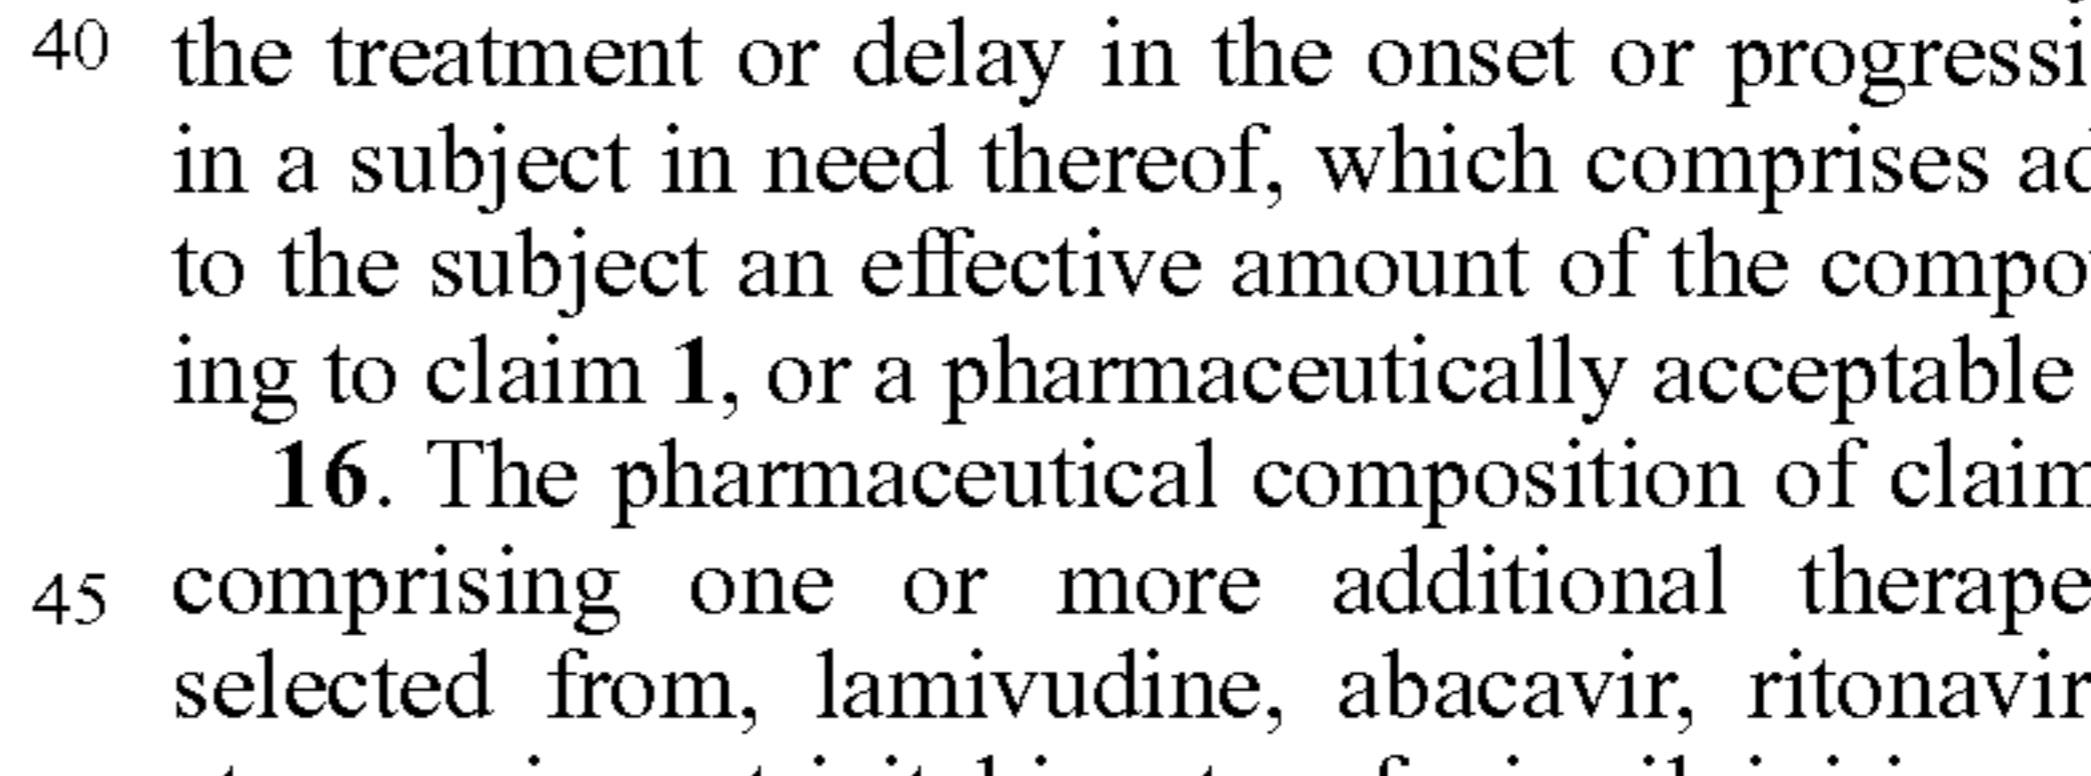 40 the treatment or delay in the onset or progressi
in a subject in need thereof, which comprises ad
to the subject an effective amount of the compo
ing to claim 1, or a pharmaceutically acceptable
16. The pharmaceutical composition of claim
45 comprising one or more additional therape
selected from, lamivudine, abacavir, ritonavir